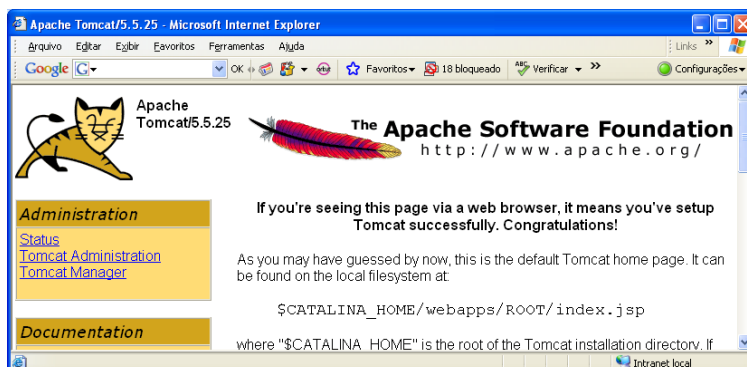 Apache Tomcat/5.5.25 - Microsoft Internet Explorer
Arquivo Editar Exibir Favoritos Ferramentas Ajuda Links »
Google G OK 18 bloqueado Favoritos ABC Verificar » Configurações
Apache
Tomcat/5.5.25
The Apache Software Foundation
http://www.apache.org/
Administration
Status
Tomcat Administration
Tomcat Manager
Documentation
If you're seeing this page via a web browser, it means you've setup
Tomcat successfully. Congratulations!
As you may have guessed by now, this is the default Tomcat home page. It can
be found on the local filesystem at:
$CATALINA_HOME/webapps/ROOT/index.jsp
where "$CATALINA_HOME" is the root of the Tomcat installation directory. If
Intranet local